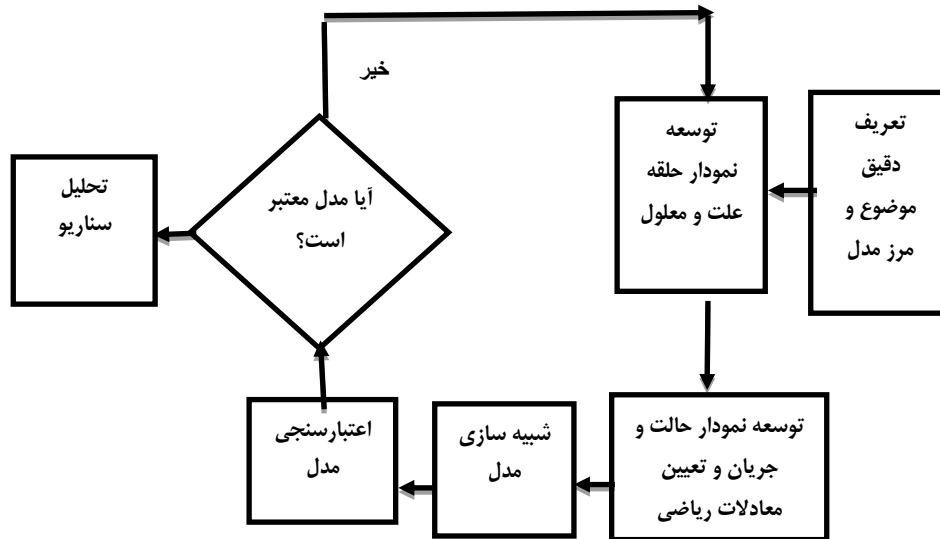 تعریف
دقیق
موضوع و
مرز مدل
توسعه
نمودار حلقه
علت و معلول
توسعه نمودار حالت و
جریان و تعیین
معادلات ریاضی
شبیه سازی
مدل
اعتبارسنجی
مدل
آیا مدل معتبر
است؟
خیر
تحلیل
سناریو